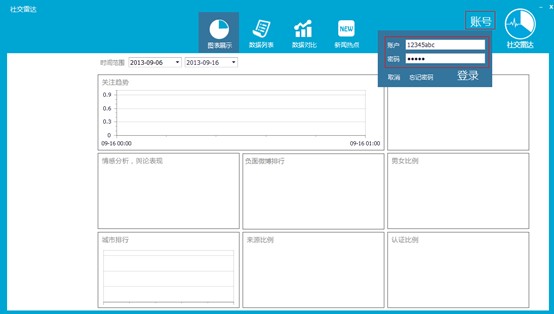 社交雷达
账号
图表展示 数据列表 数据对比 NEW 新闻热点 社交雷达
账户 12345abc
密码 •••••
取消 忘记密码 登录
时间范围 2013-09-06 2013-09-16
关注趋势
0.9
0.6
0.3
0
09-16 00:00 09-16 01:00
情感分析，舆论表现 负面微博排行 男女比例
城市排行 来源比例 认证比例